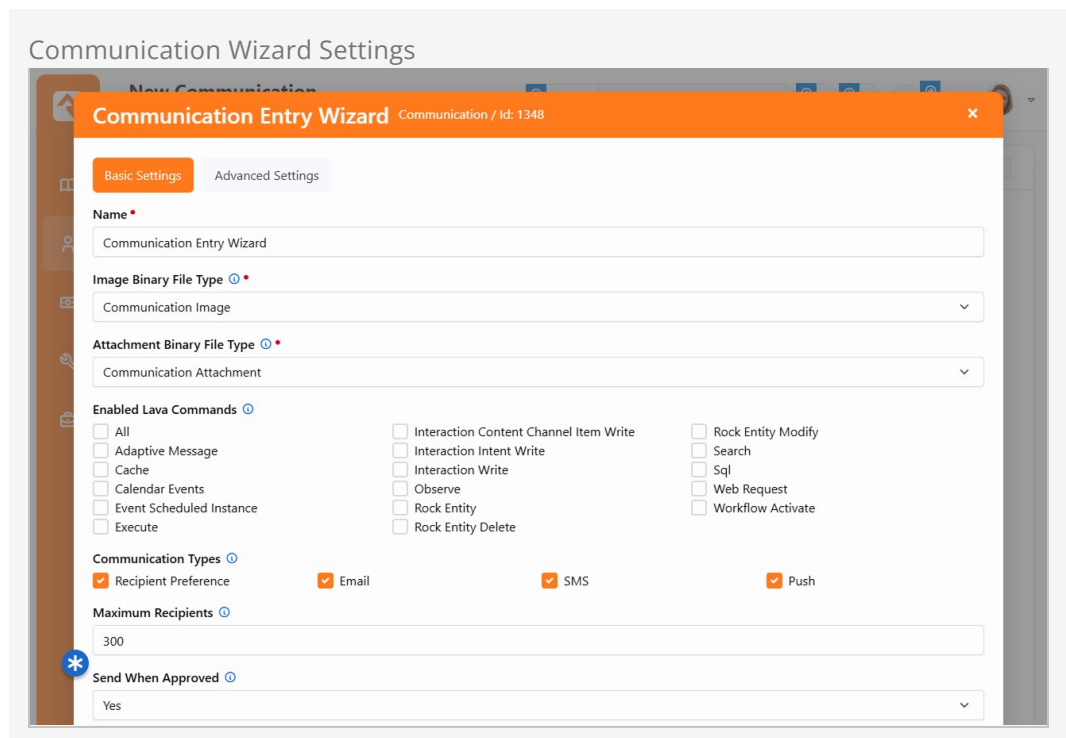 Communication Wizard Settings
New Communication
Communication Entry Wizard Communication / Id: 1348
Basic Settings Advanced Settings
Name
Communication Entry Wizard
Image Binary File Type
Communication Image
Attachment Binary File Type
Communication Attachment
Enabled Lava Commands
All Interaction Content Channel Item Write Rock Entity Modify
Adaptive Message Interaction Intent Write Search
Cache Interaction Write Sql
Calendar Events Observe Web Request
Event Scheduled Instance Rock Entity Workflow Activate
Execute Rock Entity Delete
Communication Types
Recipient Preference Email SMS Push
Maximum Recipients
300
Send When Approved
Yes